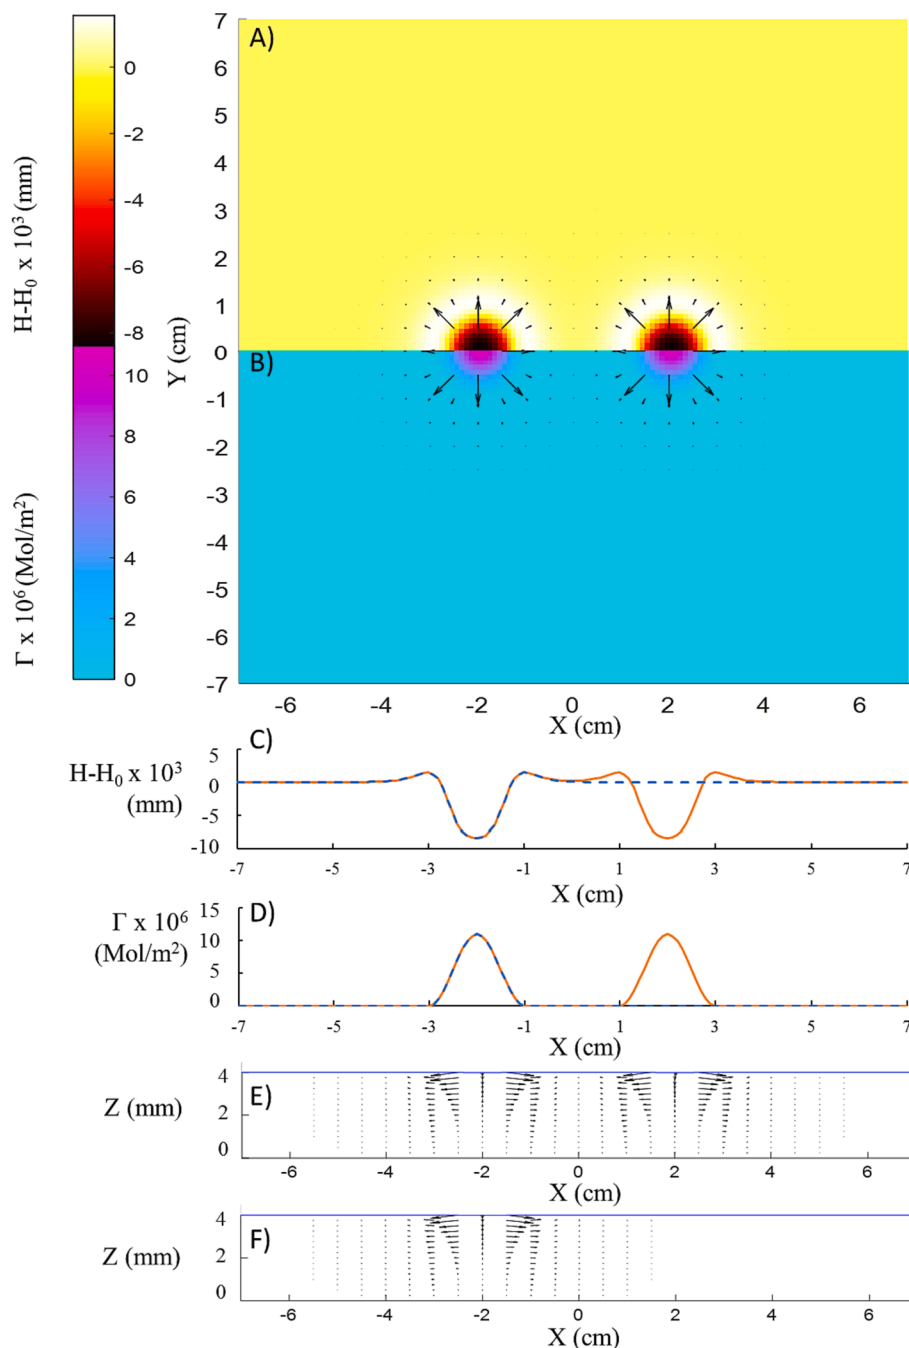 A)
7
6
5
4
3
2
1
0
B)
-1
-2
-3
-4
-5
-6
-7
Y (cm)
0
-2
-4
-6
-8
10
8
6
4
2
0
H-H₀ x 10³ (mm)
Γ x 10⁶ (Mol/m²)
-6 -4 -2 0 2 4 6
X (cm)
C)
H-H₀ x 10³
(mm)
5
0
-5
-10
-7 -5 -3 -1 1 3 5 7
X (cm)
D)
Γ x 10⁶
(Mol/m²)
15
10
5
0
-7 -5 -3 -1 1 3 5 7
X (cm)
E)
Z (mm)
4
2
0
-6 -4 -2 0 2 4 6
X (cm)
F)
Z (mm)
4
2
0
-6 -4 -2 0 2 4 6
X (cm)